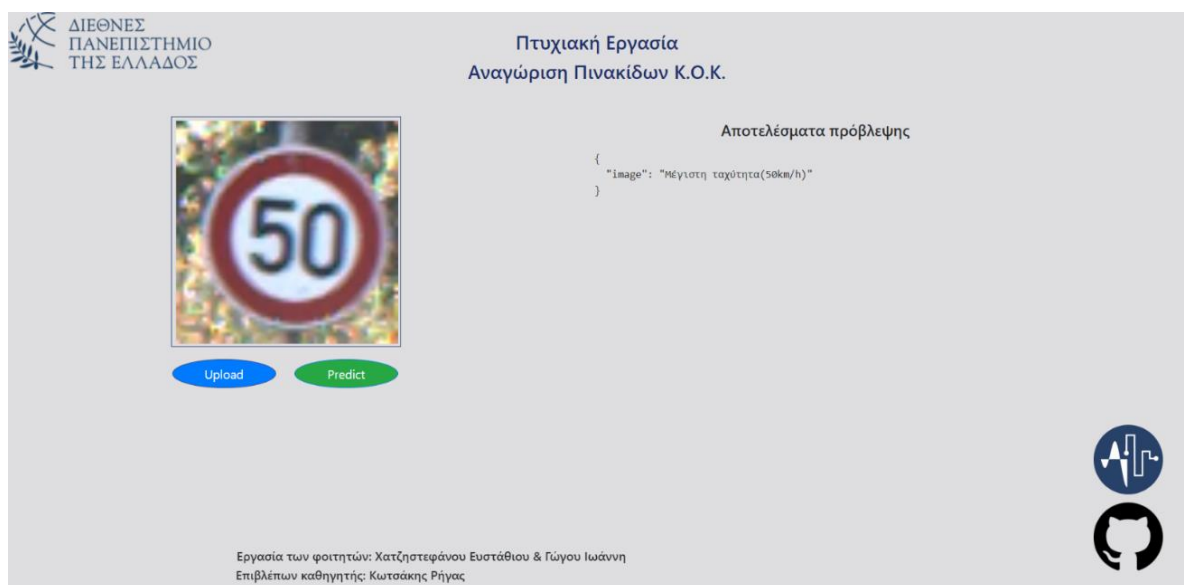 ΔΙΕΘΝΕΣ
ΠΑΝΕΠΙΣΤΗΜΙΟ
ΤΗΣ ΕΛΛΑΔΟΣ
Πτυχιακή Εργασία
Αναγώριση Πινακίδων Κ.Ο.Κ.
50
Upload
Predict
Αποτελέσματα πρόβλεψης
{
"image": "Μέγιστη ταχύτητα(50km/h)"
}
Εργασία των φοιτητών: Χατζηστεφάνου Ευστάθιου & Γώγου Ιωάννη
Επιβλέπων καθηγητής: Κωτσάκης Ρήγας